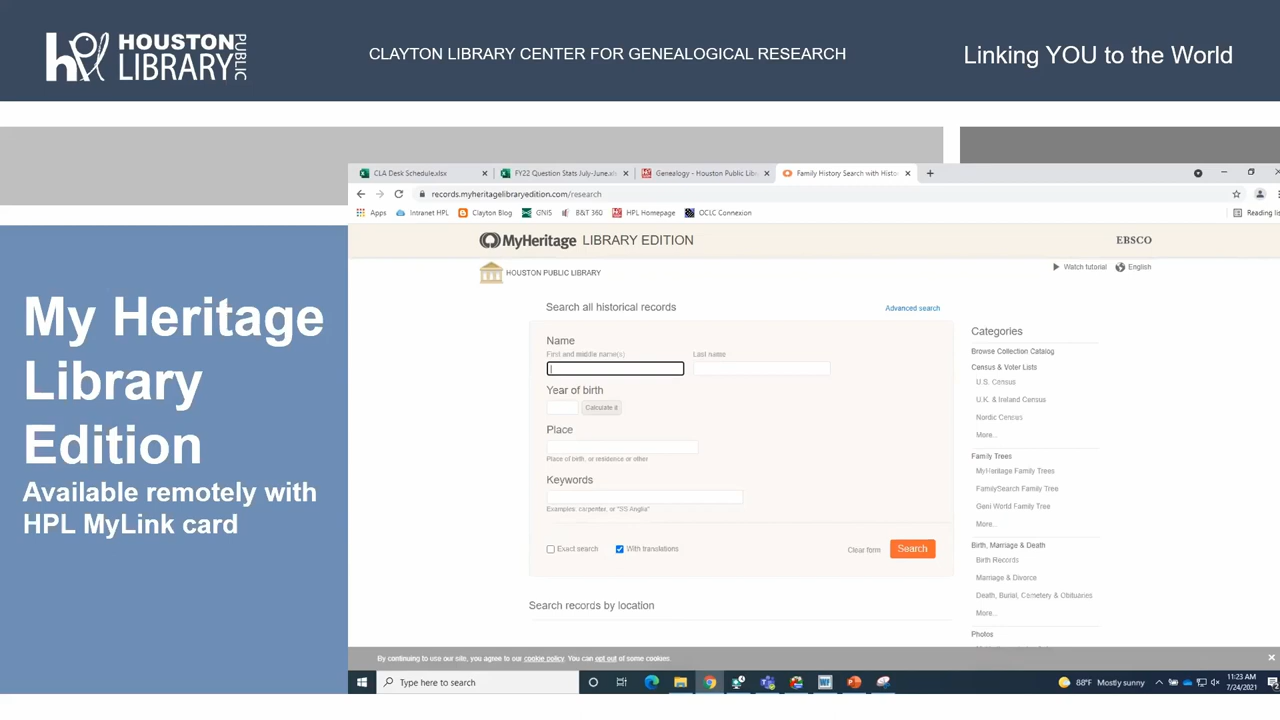 HOUSTON
LIBRARY
PUBLIC
CLAYTON LIBRARY CENTER FOR GENEALOGICAL RESEARCH
Linking YOU to the World
My Heritage
Library
Edition
Available remotely with
HPL MyLink card
CLA Desk Schedule.xlsx
FY22 Question Stats July-June.xl
Genealogy - Houston Public Lib
Family History Search with Histo
records.myheritagelibraryedition.com/research
Apps
Intranet HPL
Clayton Blog
GNIS
B&T 360
HPL Homepage
OCLC Connexion
Reading lis
MyHeritage LIBRARY EDITION
EBSCO
HOUSTON PUBLIC LIBRARY
Watch tutorial
English
Search all historical records
Advanced search
Name
First and middle name(s)
Last name
Year of birth
Calculate it
Place
Place of birth, or residence or other
Keywords
Examples: carpenter, or "SS Anglia"
Exact search
With translations
Clear form
Search
Search records by location
Categories
Browse Collection Catalog
Census & Voter Lists
U.S. Census
U.K. & Ireland Census
Nordic Census
More...
Family Trees
MyHeritage Family Trees
FamilySearch Family Tree
Geni World Family Tree
More...
Birth, Marriage & Death
Birth Records
Marriage & Divorce
Death, Burial, Cemetery & Obituaries
More...
Photos
By continuing to use our site, you agree to our cookie policy. You can opt out of some cookies.
Type here to search
88°F Mostly sunny
11:23 AM
7/24/2021